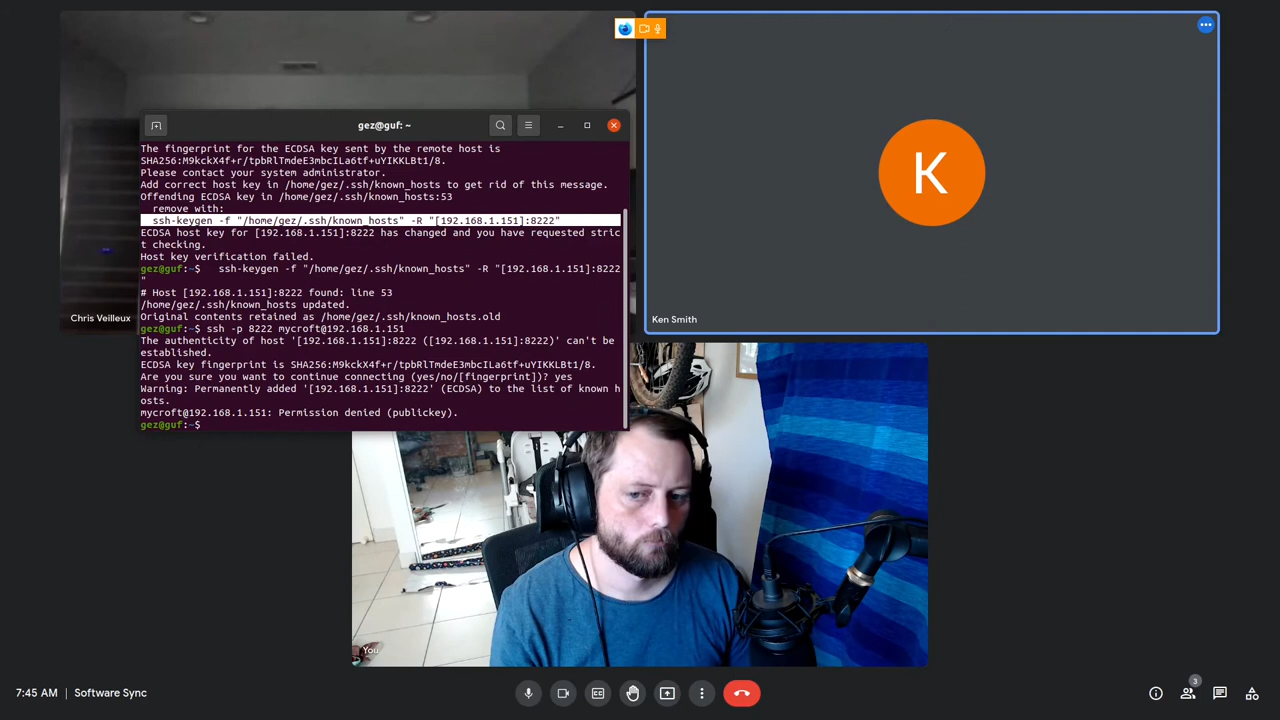 gez@guf: ~
The fingerprint for the ECDSA key sent by the remote host is
SHA256:M9kckX4f+r/tpbRlTmdeE3mbcILa6tf+uYIKKLBt1/8.
Please contact your system administrator.
Add correct host key in /home/gez/.ssh/known_hosts to get rid of this message.
Offending ECDSA key in /home/gez/.ssh/known_hosts:53
  remove with:
  ssh-keygen -f "/home/gez/.ssh/known_hosts" -R "[192.168.1.151]:8222"
ECDSA host key for [192.168.1.151]:8222 has changed and you have requested stric
t checking.
Host key verification failed.
gez@guf:~$   ssh-keygen -f "/home/gez/.ssh/known_hosts" -R "[192.168.1.151]:8222
"
# Host [192.168.1.151]:8222 found: line 53
/home/gez/.ssh/known_hosts updated.
Original contents retained as /home/gez/.ssh/known_hosts.old
gez@guf:~$ ssh -p 8222 mycroft@192.168.1.151
The authenticity of host '[192.168.1.151]:8222 ([192.168.1.151]:8222)' can't be
established.
ECDSA key fingerprint is SHA256:M9kckX4f+r/tpbRlTmdeE3mbcILa6tf+uYIKKLBt1/8.
Are you sure you want to continue connecting (yes/no/[fingerprint])? yes
Warning: Permanently added '[192.168.1.151]:8222' (ECDSA) to the list of known h
osts.
mycroft@192.168.1.151: Permission denied (publickey).
gez@guf:~$
Chris Veilleux
K
Ken Smith
You
7:45 AM | Software Sync
3